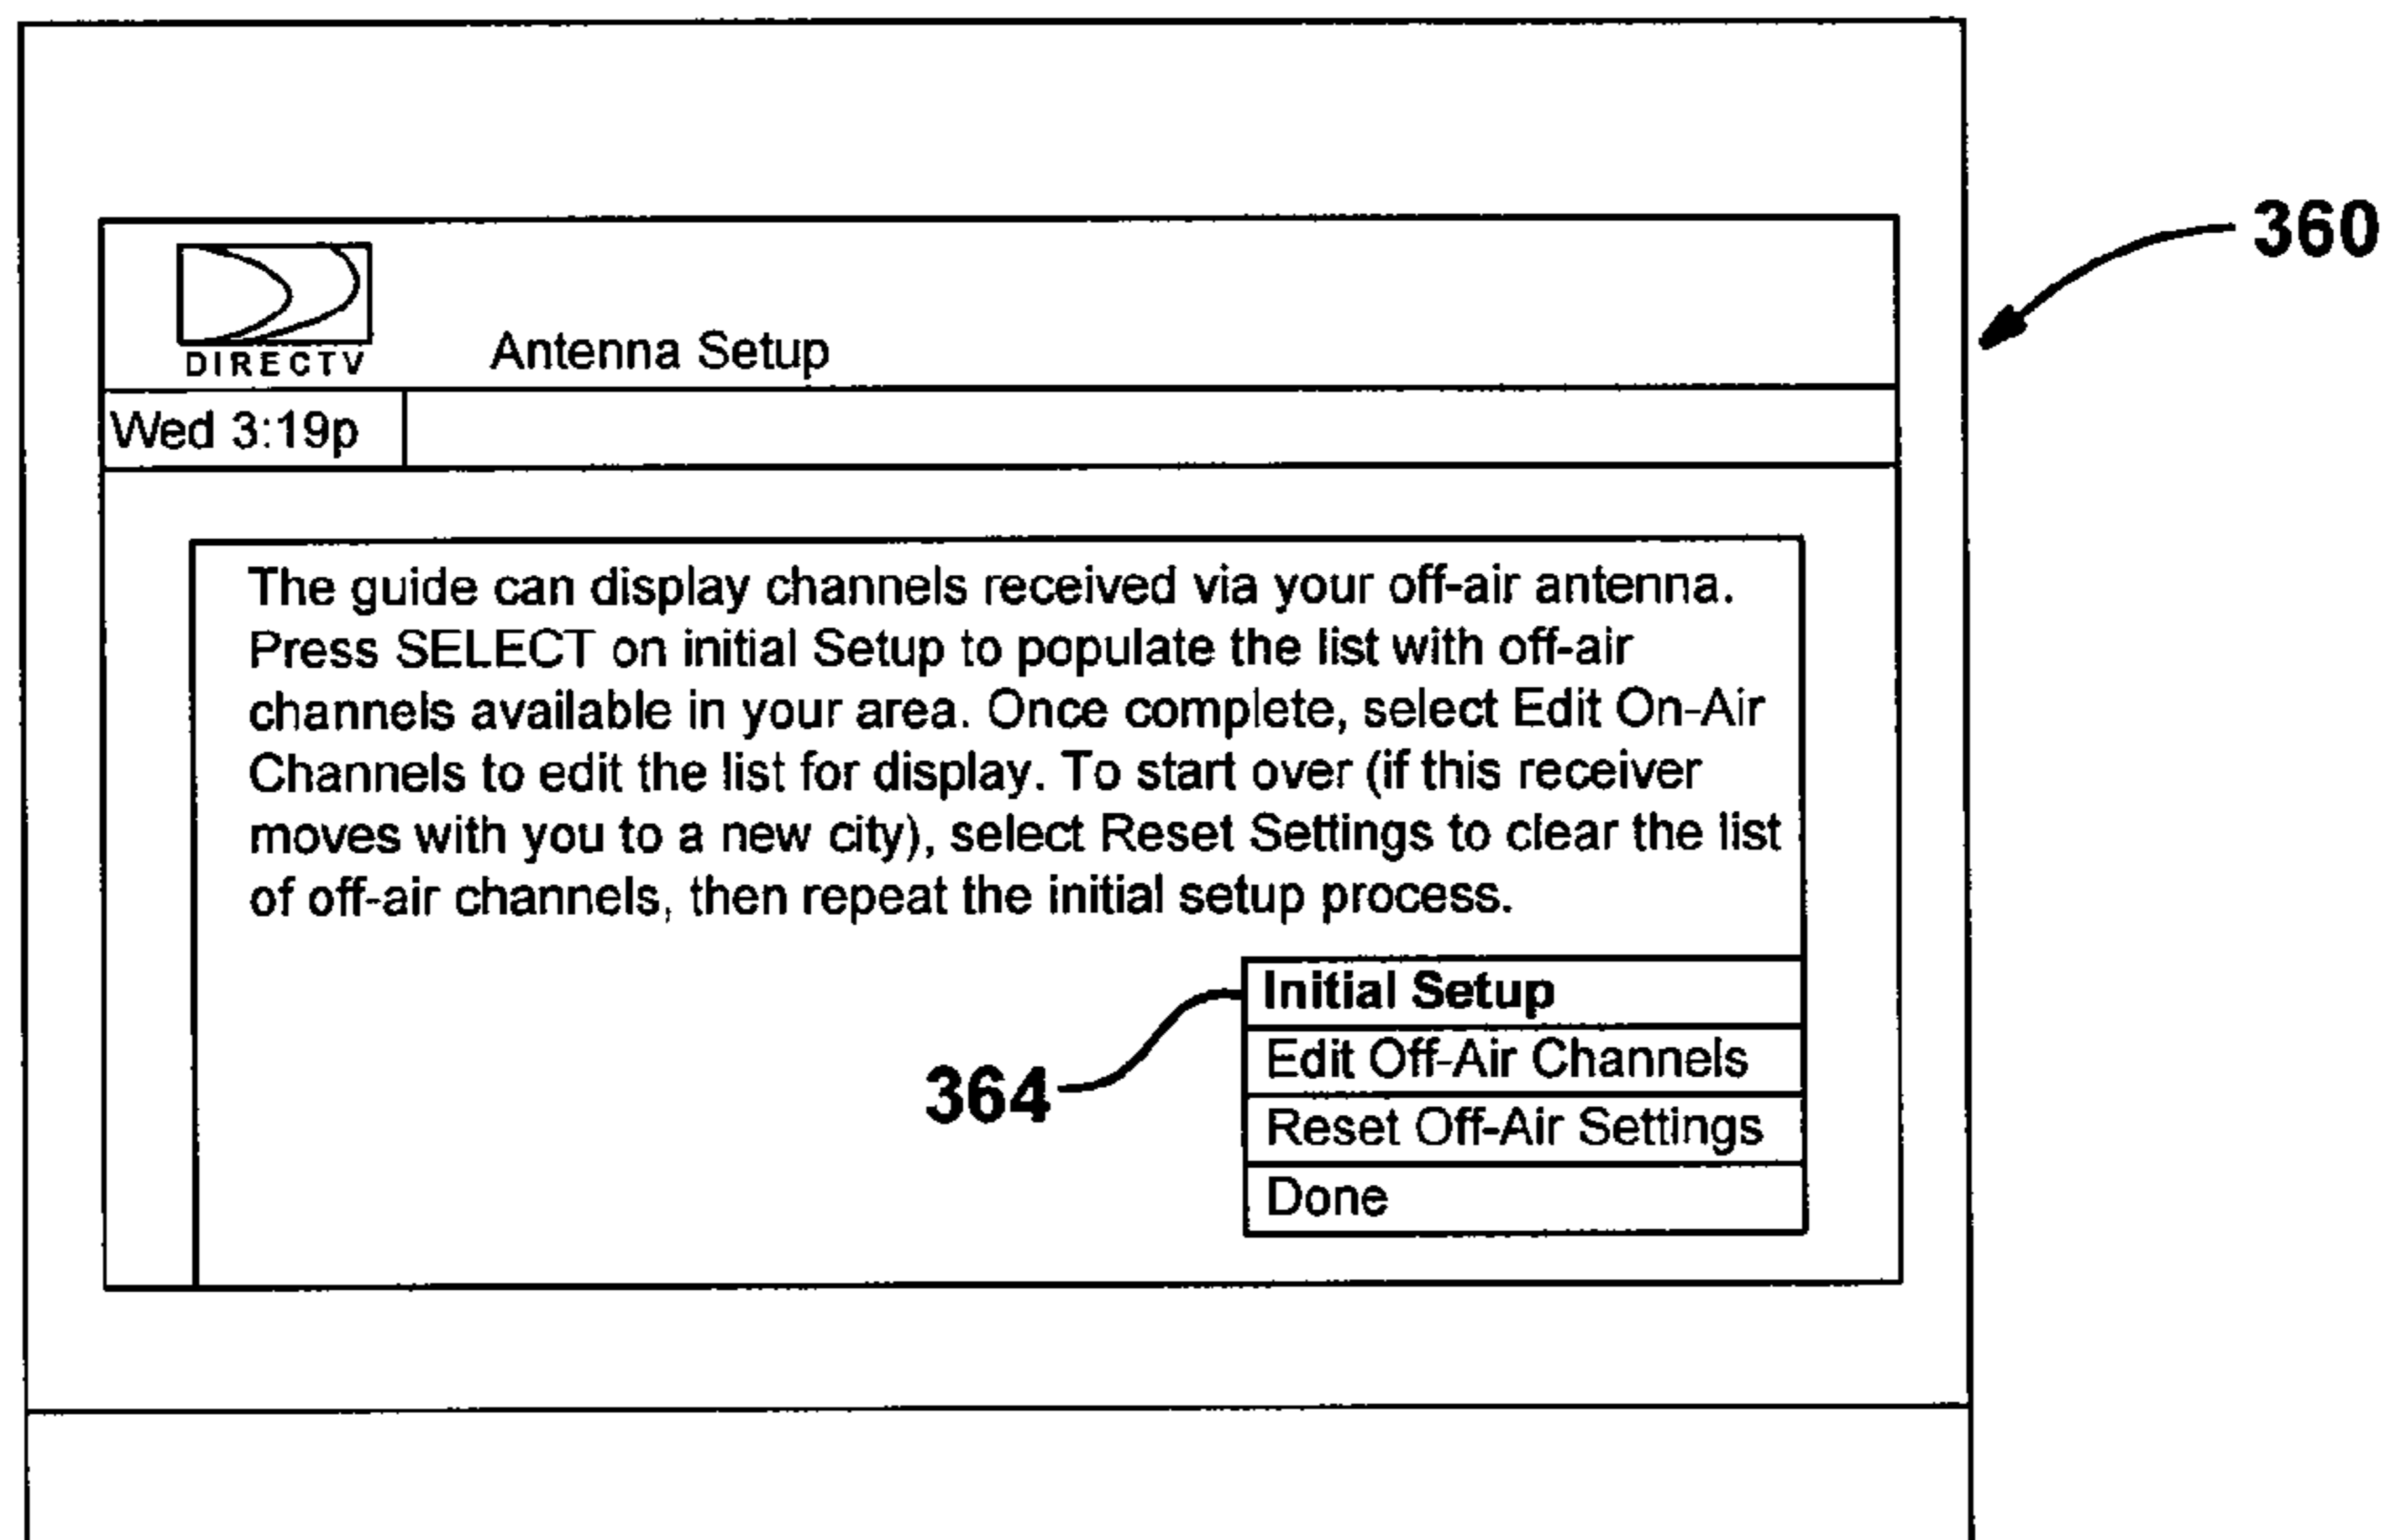 360
DIRECTV
Antenna Setup
Wed 3:19p
The guide can display channels received via your off-air antenna.
Press SELECT on initial Setup to populate the list with off-air
channels available in your area. Once complete, select Edit On-Air
Channels to edit the list for display. To start over (if this receiver
moves with you to a new city), select Reset Settings to clear the list
of off-air channels, then repeat the initial setup process.
Initial Setup
Edit Off-Air Channels
364
Reset Off-Air Settings
Done